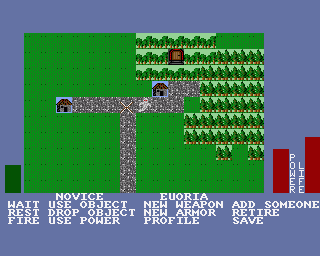 POWER
LIFE
NOVICE EUORIA
WAIT USE OBJECT NEW WEAPON ADD SOMEONE
REST DROP OBJECT NEW ARMOR RETIRE
FIRE USE POWER PROFILE SAVE